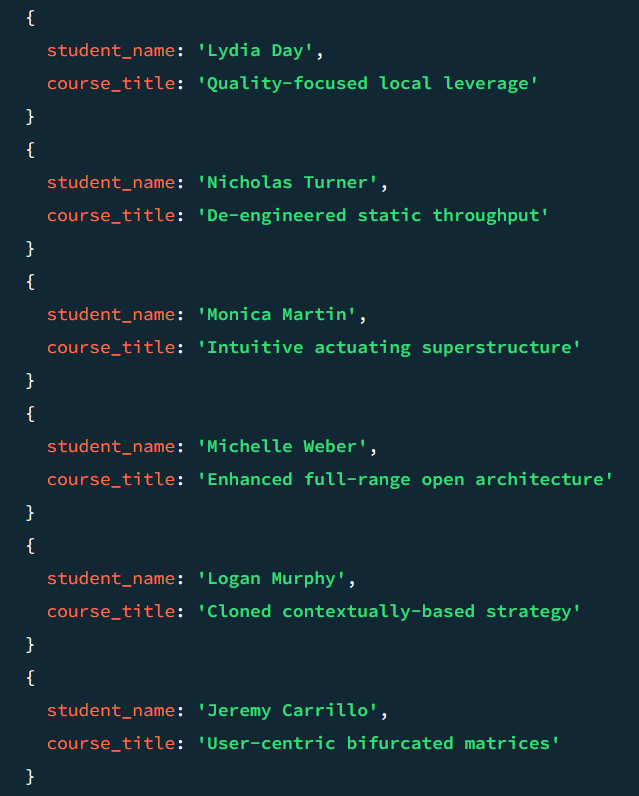 {
student_name: 'Lydia Day',
course_title: 'Quality-focused local leverage'
}
{
student_name: 'Nicholas Turner',
course_title: 'De-engineered static throughput'
}
{
student_name: 'Monica Martin',
course_title: 'Intuitive actuating superstructure'
}
{
student_name: 'Michelle Weber',
course_title: 'Enhanced full-range open architecture'
}
{
student_name: 'Logan Murphy',
course_title: 'Cloned contextually-based strategy'
}
{
student_name: 'Jeremy Carrillo',
course_title: 'User-centric bifurcated matrices'
}